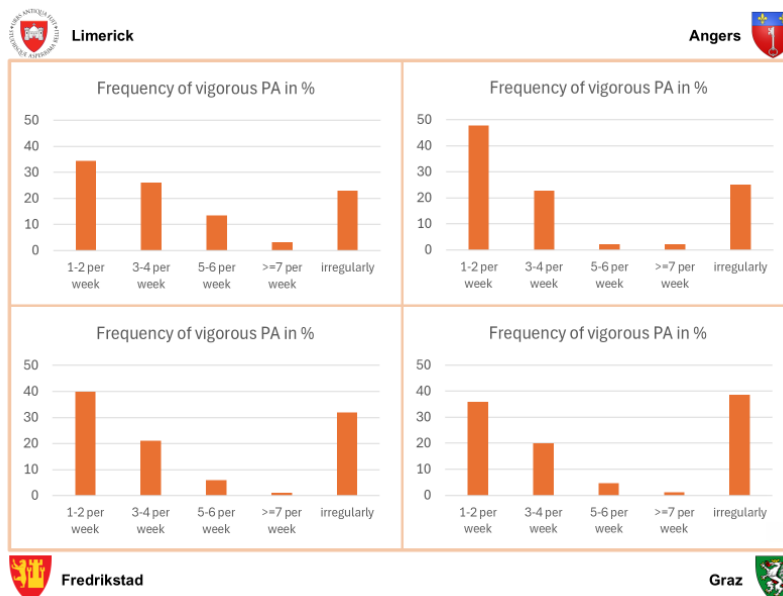 Limerick
Angers
Frequency of vigorous PA in %
50
40
30
20
10
0
1-2 per week
3-4 per week
5-6 per week
>=7 per week
irregularly
Frequency of vigorous PA in %
50
40
30
20
10
0
1-2 per week
3-4 per week
5-6 per week
>=7 per week
irregularly
Frequency of vigorous PA in %
50
40
30
20
10
0
1-2 per week
3-4 per week
5-6 per week
>=7 per week
irregularly
Frequency of vigorous PA in %
50
40
30
20
10
0
1-2 per week
3-4 per week
5-6 per week
>=7 per week
irregularly
Fredrikstad
Graz